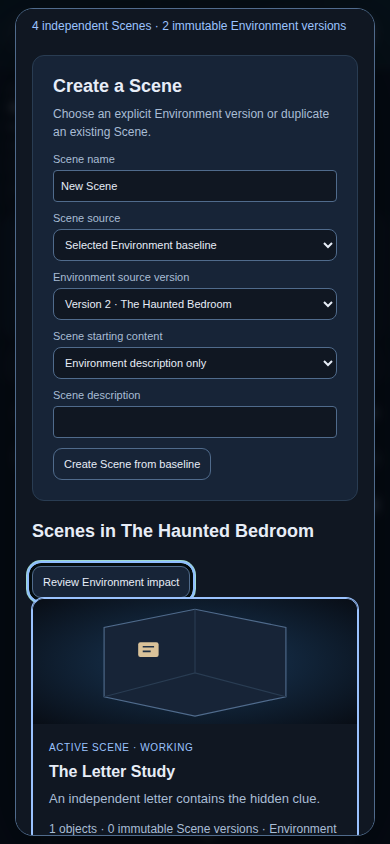 4 independent Scenes · 2 immutable Environment versions
Create a Scene
Choose an explicit Environment version or duplicate
an existing Scene.
Scene name
New Scene
Scene source
Selected Environment baseline
Environment source version
Version 2 · The Haunted Bedroom
Scene starting content
Environment description only
Scene description
Create Scene from baseline
Scenes in The Haunted Bedroom
Review Environment impact
ACTIVE SCENE · WORKING
The Letter Study
An independent letter contains the hidden clue.
1 objects · 0 immutable Scene versions · Environment